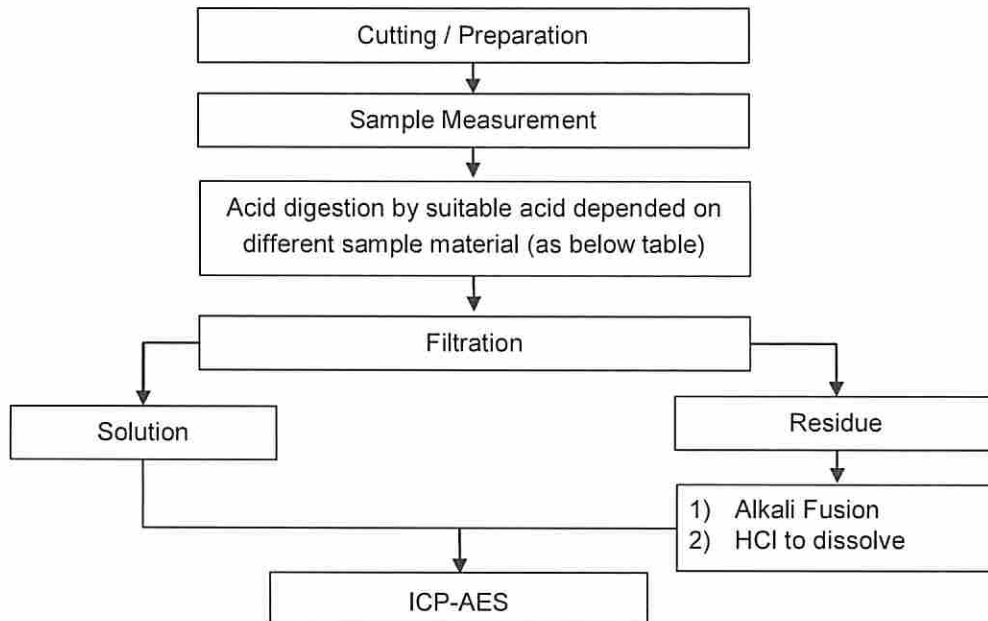 Cutting / Preparation
Sample Measurement
Acid digestion by suitable acid depended on
different sample material (as below table)
Filtration
Solution
Residue
1) Alkali Fusion
2) HCl to dissolve
ICP-AES